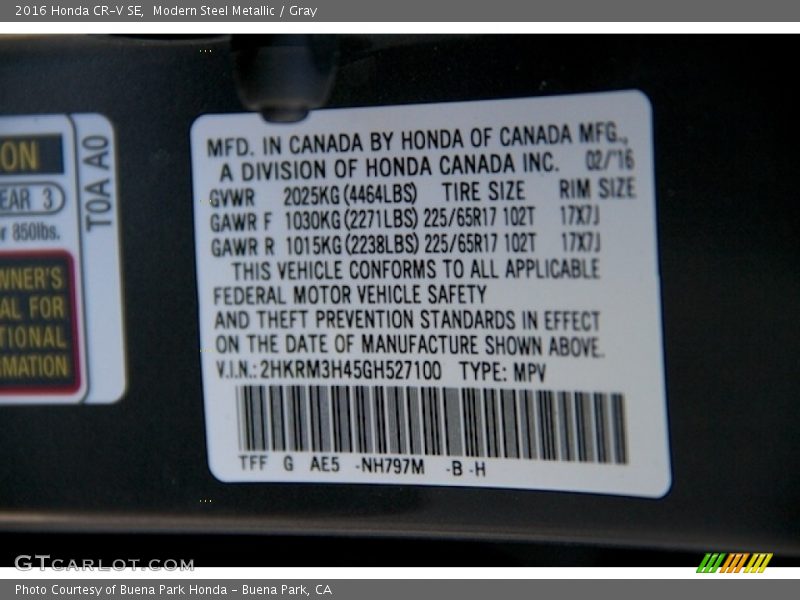 2016 Honda CR-V SE, Modern Steel Metallic / Gray
ON
EAR 3
r 850lbs.
WNER'S
AL FOR
TIONAL
MATION
T0A A0
MFD. IN CANADA BY HONDA OF CANADA MFG.,
A DIVISION OF HONDA CANADA INC. 02/'16
GVWR 2025KG (4464LBS) TIRE SIZE RIM SIZE
GAWR F 1030KG (2271LBS) 225/65R17 102T 17X7J
GAWR R 1015KG (2238LBS) 225/65R17 102T 17X7J
THIS VEHICLE CONFORMS TO ALL APPLICABLE
FEDERAL MOTOR VEHICLE SAFETY
AND THEFT PREVENTION STANDARDS IN EFFECT
ON THE DATE OF MANUFACTURE SHOWN ABOVE.
V.I.N.: 2HKRM3H45GH527100 TYPE: MPV
TFF G AE5 -NH797M -B -H
GTCARLOT.COM
Photo Courtesy of Buena Park Honda - Buena Park, CA